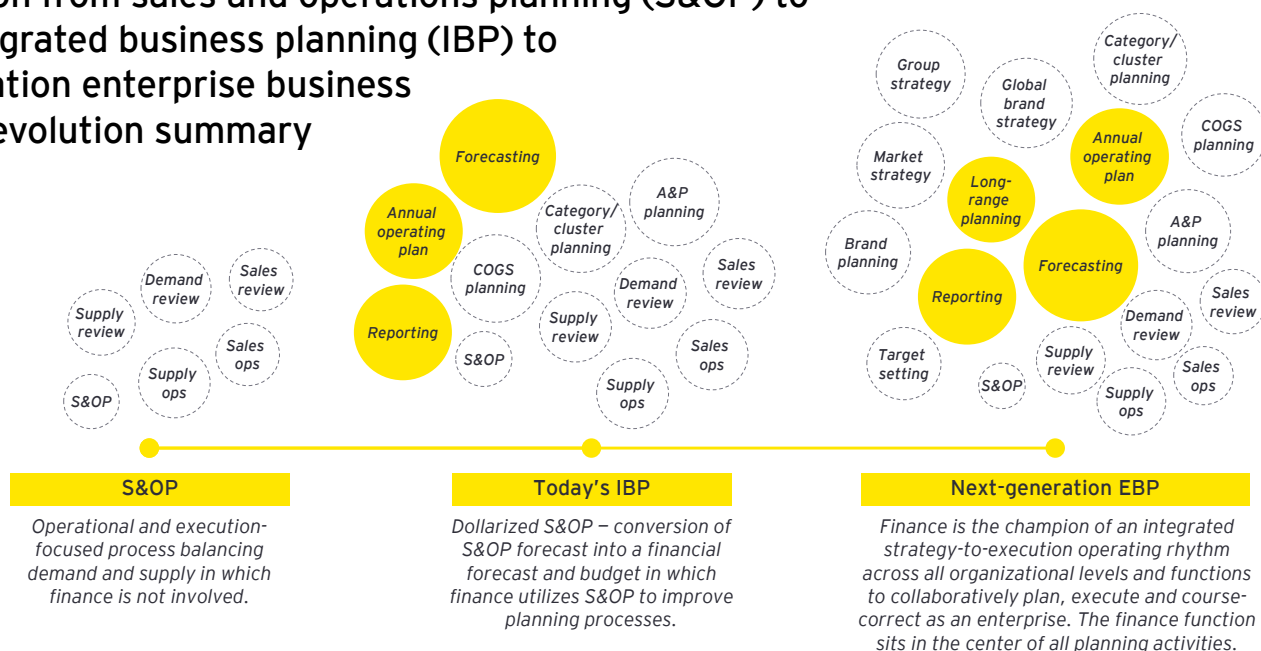 on from sales and operations planning (S&OP) to
grated business planning (IBP) to
ation enterprise business
evolution summary
Supply
review
Demand
review
Sales
review
S&OP
Supply
ops
Sales
ops
Forecasting
Annual
operating
plan
Reporting
COGS
planning
Category/
cluster
planning
A&P
planning
S&OP
Supply
review
Demand
review
Sales
review
Supply
ops
Sales
ops
Group
strategy
Global
brand
strategy
Category/
cluster
planning
Market
strategy
Long-
range
planning
Annual
operating
plan
COGS
planning
Brand
planning
Reporting
Forecasting
A&P
planning
Target
setting
S&OP
Supply
review
Demand
review
Sales
review
Supply
ops
Sales
ops
S&OP
Operational and execution-
focused process balancing
demand and supply in which
finance is not involved.
Today's IBP
Dollarized S&OP – conversion of
S&OP forecast into a financial
forecast and budget in which
finance utilizes S&OP to improve
planning processes.
Next-generation EBP
Finance is the champion of an integrated
strategy-to-execution operating rhythm
across all organizational levels and functions
to collaboratively plan, execute and course-
correct as an enterprise. The finance function
sits in the center of all planning activities.